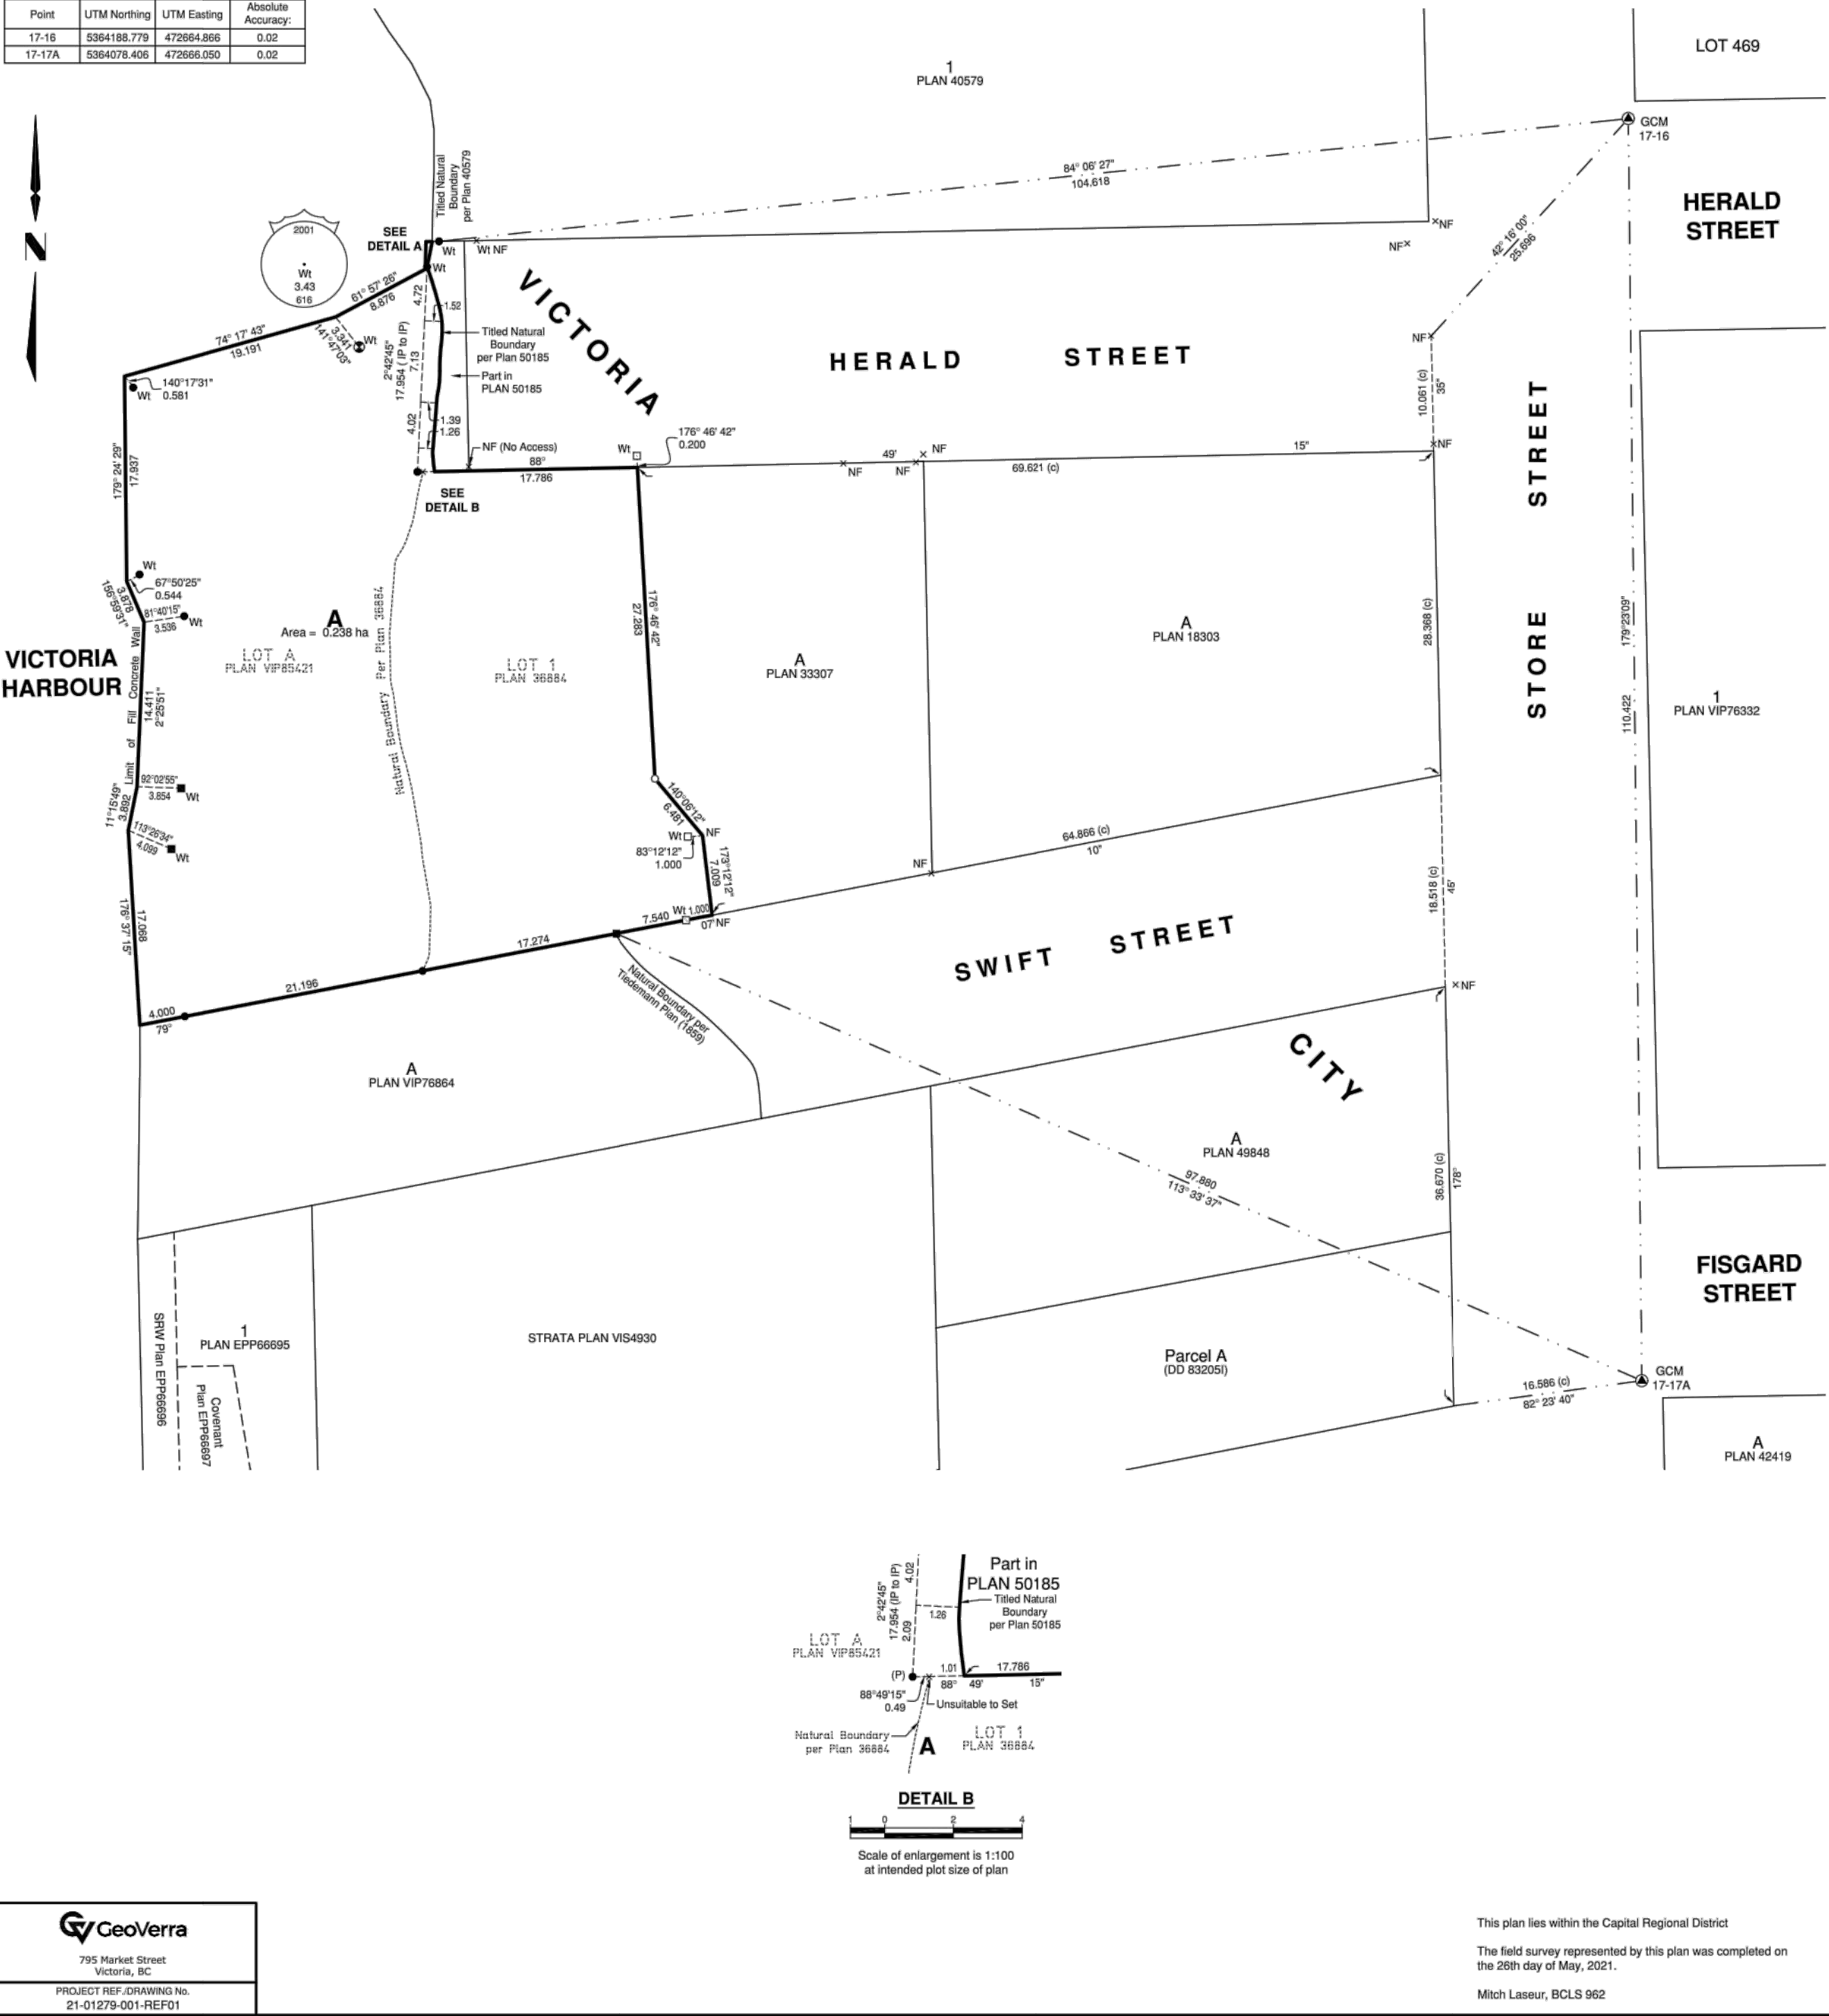 Point UTM Northing UTM Easting Absolute
Accuracy:
17-16 5364188.779 472664.866 0.02
17-17A 5364078.406 472666.050 0.02
LOT 469
1
PLAN 40579
GCM
17-16
84° 06' 27"
104.618
Titled Natural
Boundary
per Plan 40579
HERALD
STREET
N
2001
Wt
3.43
616
SEE
DETAIL A
Wt
Wt NF
Wt
NF
NF
42° 16' 00"
25.696
61° 57' 26"
8.876
4.72
1.52
VICTORIA
74° 17' 43"
19.191
3.341
141°47'03"
Wt
2°42'45"
17.954 ( IP to IP)
7.13
Titled Natural
Boundary
per Plan 50185
Part in
PLAN 50185
HERALD STREET
NF
10.061 (c)
35"
140°17'31"
0.581
Wt
4.02
1.39
1.26
NF (No Access)
88°
17.786
Wt
176° 46' 42"
0.200
49'
NF
NF
NF
69.621 (c)
15"
NF
179° 24' 29"
17.937
SEE
DETAIL B
STORE STREET
Wt
67°50'25"
0.544
3.878
156°59'31"
81°40'15"
3.536
Wt
A
Area = 0.238 ha
LOT A
PLAN VIP85421
Natural Boundary Per Plan 36884
LOT 1
PLAN 36884
27.283
176° 46' 42"
A
PLAN 33307
A
PLAN 18303
28.368 (c)
179°23'09"
110.422
1
PLAN VIP76332
VICTORIA
HARBOUR
Limit of Fill Concrete Wall
14.411
2°25'51"
92°02'55"
3.854
Wt
11°15'49"
3.892
113°26'34"
4.099
Wt
140°06'12"
6.481
Wt
NF
83°12'12"
1.000
173°12'12"
7.009
64.866 (c)
10"
NF
18.518 (c)
45'
176° 37' 15"
17.068
7.540
Wt 1.000
07' NF
17.274
21.196
4.000
79°
Natural Boundary per
Tiedemann Plan (1859)
SWIFT STREET
NF
CITY
A
PLAN VIP76864
A
PLAN 49848
97.880
113° 33' 37"
36.670 (c)
178°
FISGARD
STREET
SRW Plan EPP66696
1
PLAN EPP66695
Covenant
Plan EPP66697
STRATA PLAN VIS4930
Parcel A
(DD 83205I)
16.586 (c)
82° 23' 40"
GCM
17-17A
A
PLAN 42419
2°42'45"
17.954 (IP to IP)
4.02
2.09
1.26
Part in
PLAN 50185
Titled Natural
Boundary
per Plan 50185
LOT A
PLAN VIP85421
(P)
1.01
17.786
88° 49' 15"
88°49'15"
0.49
Unsuitable to Set
Natural Boundary
per Plan 36884
A
LOT 1
PLAN 36884
DETAIL B
1 0 2 4
Scale of enlargement is 1:100
at intended plot size of plan
GeoVerra
795 Market Street
Victoria, BC
PROJECT REF./DRAWING No.
21-01279-001-REF01
This plan lies within the Capital Regional District
The field survey represented by this plan was completed on
the 26th day of May, 2021.
Mitch Laseur, BCLS 962